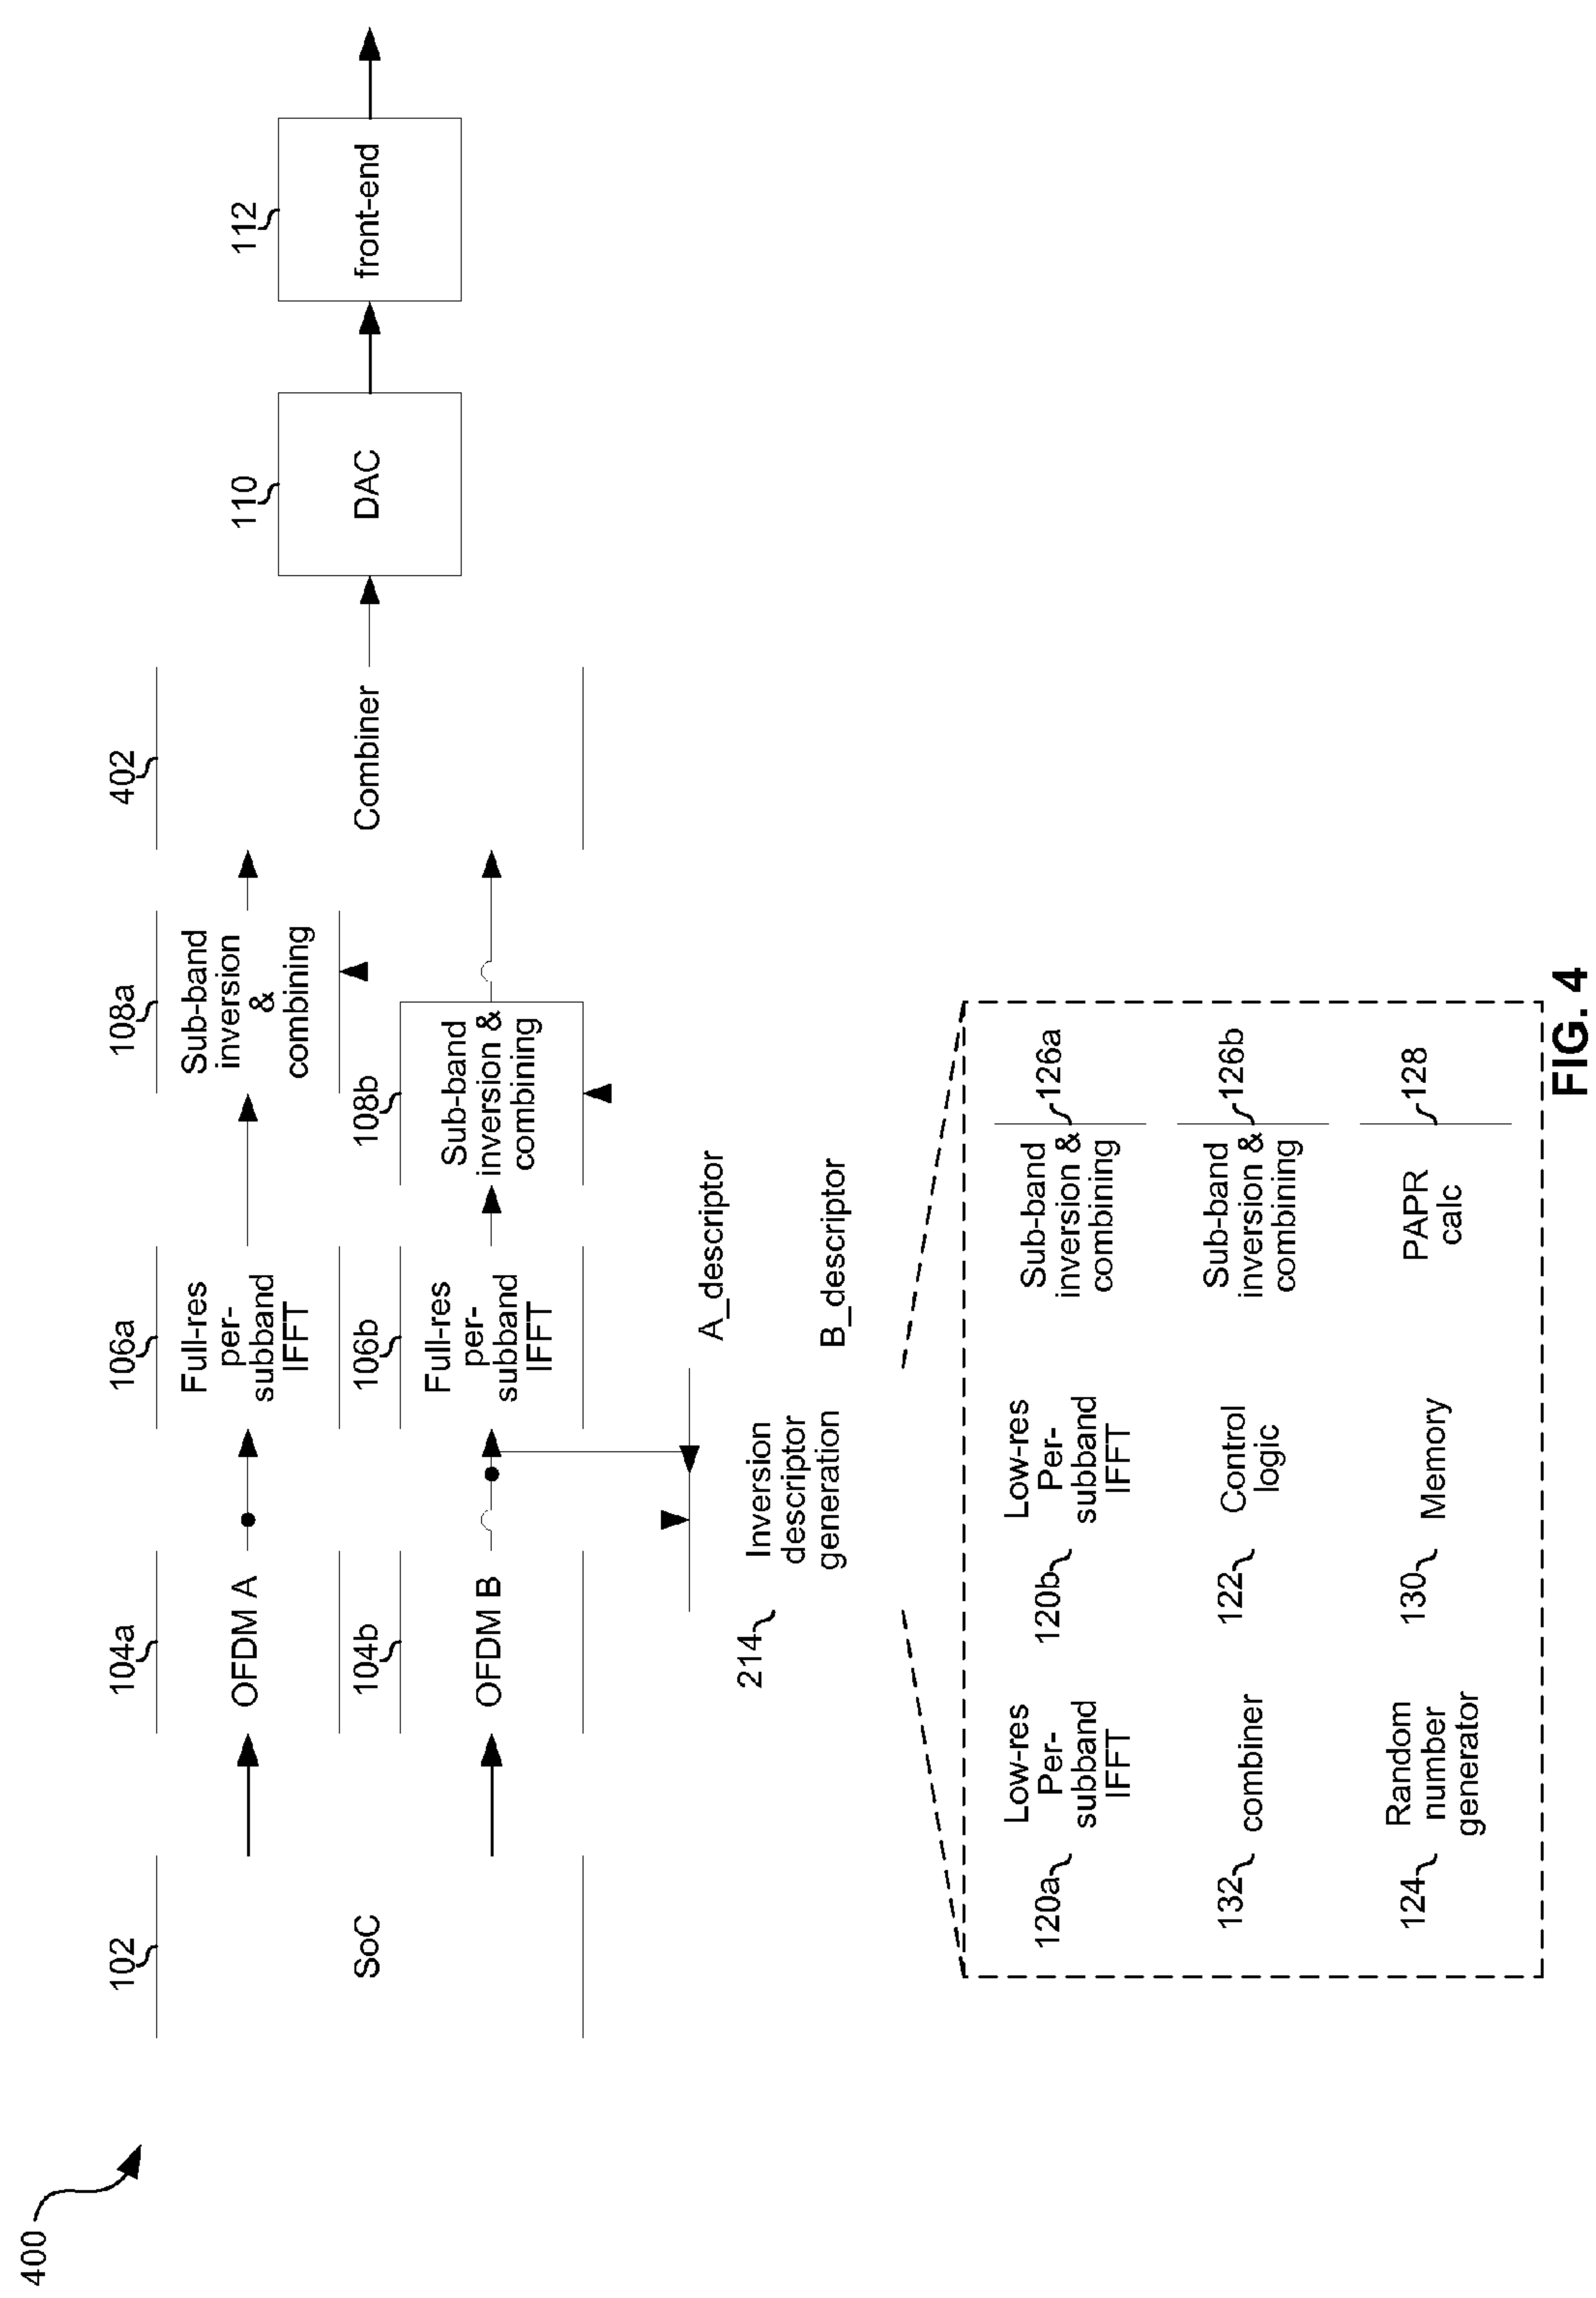 400
102
SoC
104a
OFDM A
104b
OFDM B
106a
Full-res
per-
subband
IFFT
106b
Full-res
per-
subband
IFFT
108a
Sub-band
inversion
&
combining
108b
Sub-band
inversion &
combining
402
Combiner
110
DAC
112
front-end
214
Inversion
descriptor
generation
A_descriptor
B_descriptor
120a
Low-res
Per-
subband
IFFT
120b
Low-res
Per-
subband
IFFT
Sub-band
inversion &
combining
126a
132
combiner
122
Control
logic
Sub-band
inversion &
combining
126b
124
Random
number
generator
130
Memory
PAPR
calc
128
FIG. 4